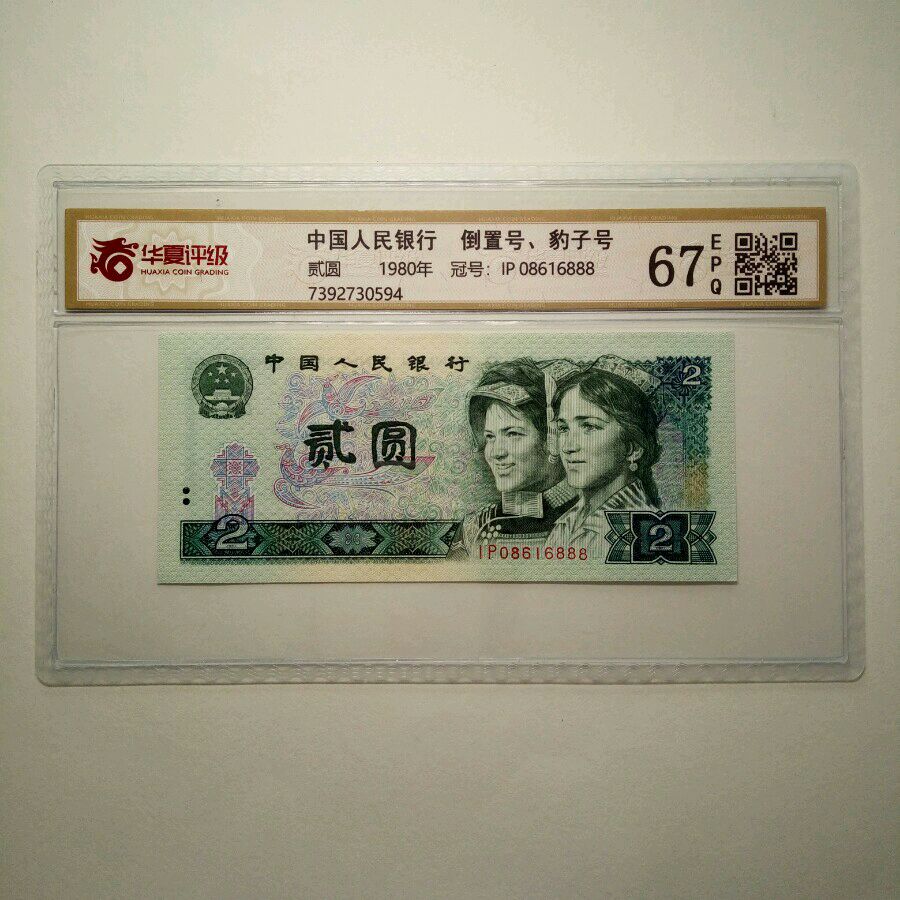 华夏评级
HUAXIA COIN GRADING
中国人民银行 倒置号、豹子号
贰圆 1980年 冠号: IP 08616888
7392730594
67
EPQ
中国人民银行
2
贰圆
2
IP08616888
2